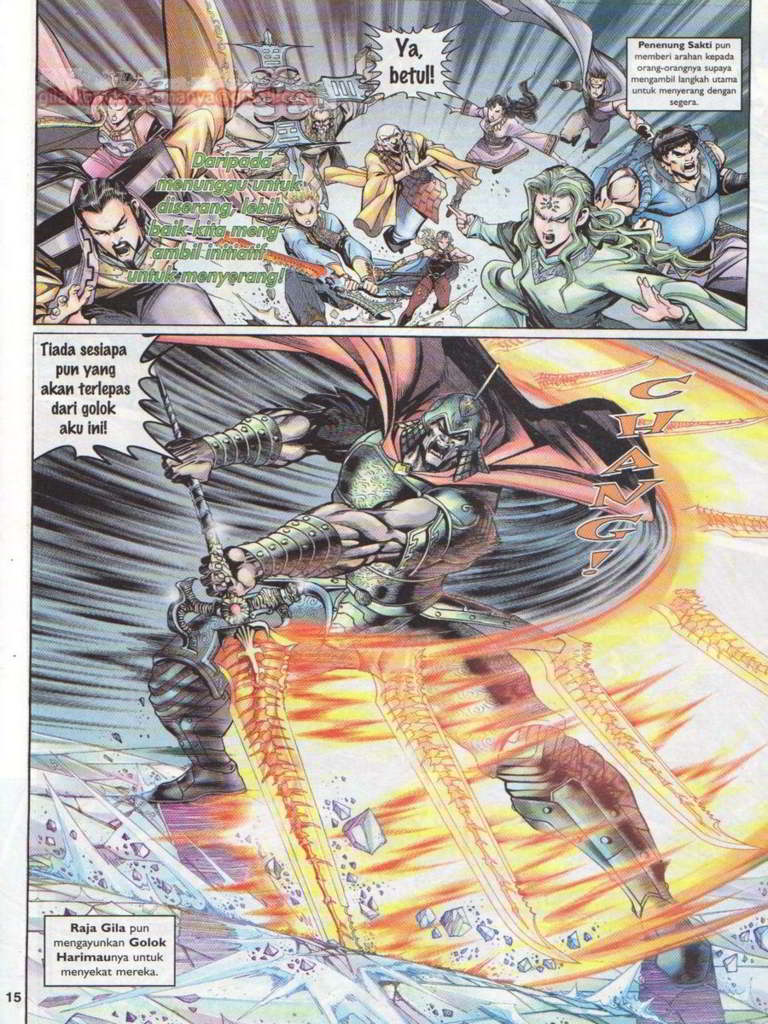 Ya,
betul!
Penenung Sakti pun
memberi arahan kepada
orang-orangnya supaya
mengambil langkah utama
untuk menyerang dengan
segera.
Daripada
menunggu untuk
diserang, lebih
baik kita meng-
ambil initiatif
untuk menyerang!
Tiada sesiapa
pun yang
akan terlepas
dari golok
aku ini!
CHANG!
Raja Gila pun
mengayunkan Golok
Harimaunya untuk
menyekat mereka.
15